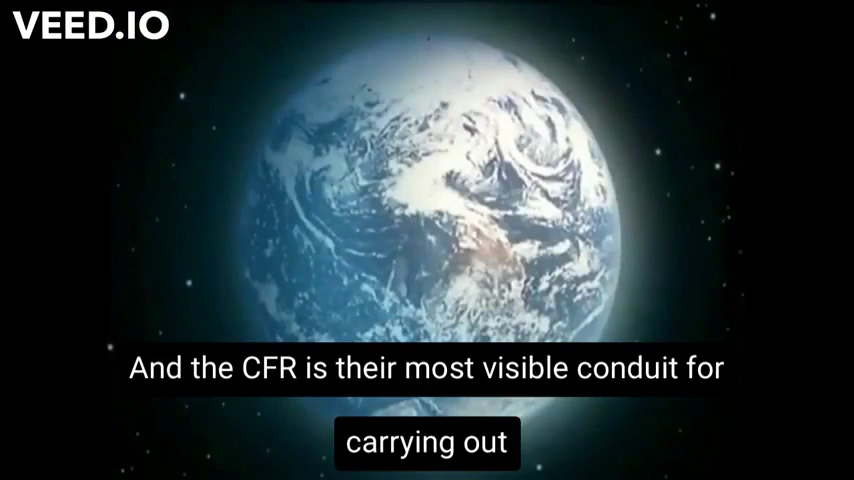 VEED.IO
And the CFR is their most visible conduit for
carrying out